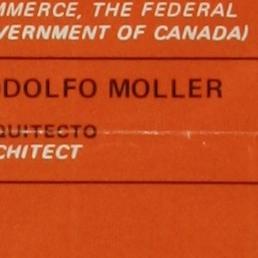 MMERCE, THE FEDERAL
VERNMENT OF CANADA)
DOLFO MOLLER
QUITECTO
CHITECT